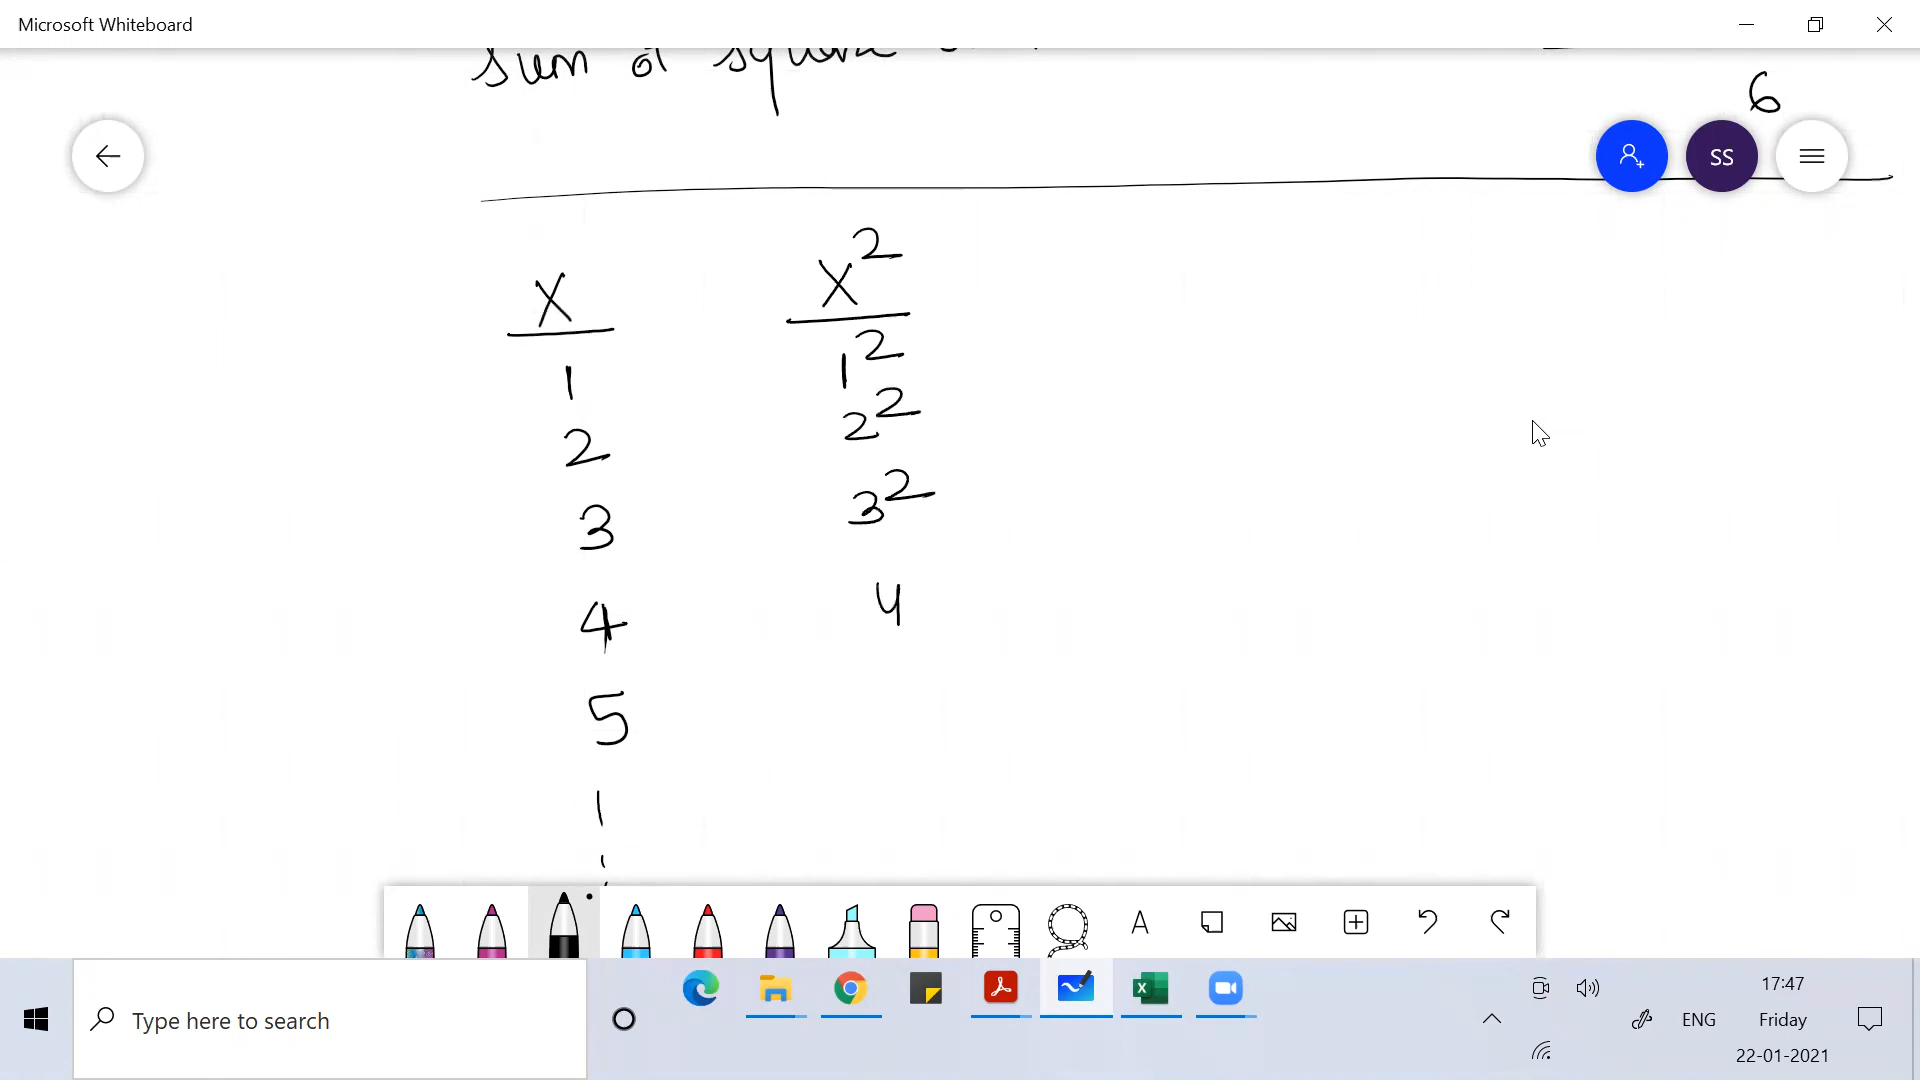 Microsoft Whiteboard
sum of square
6
SS
X X²
1 1²
2 2²
3 3²
4 4
5
A
Type here to search
ENG
17:47
Friday
22-01-2021